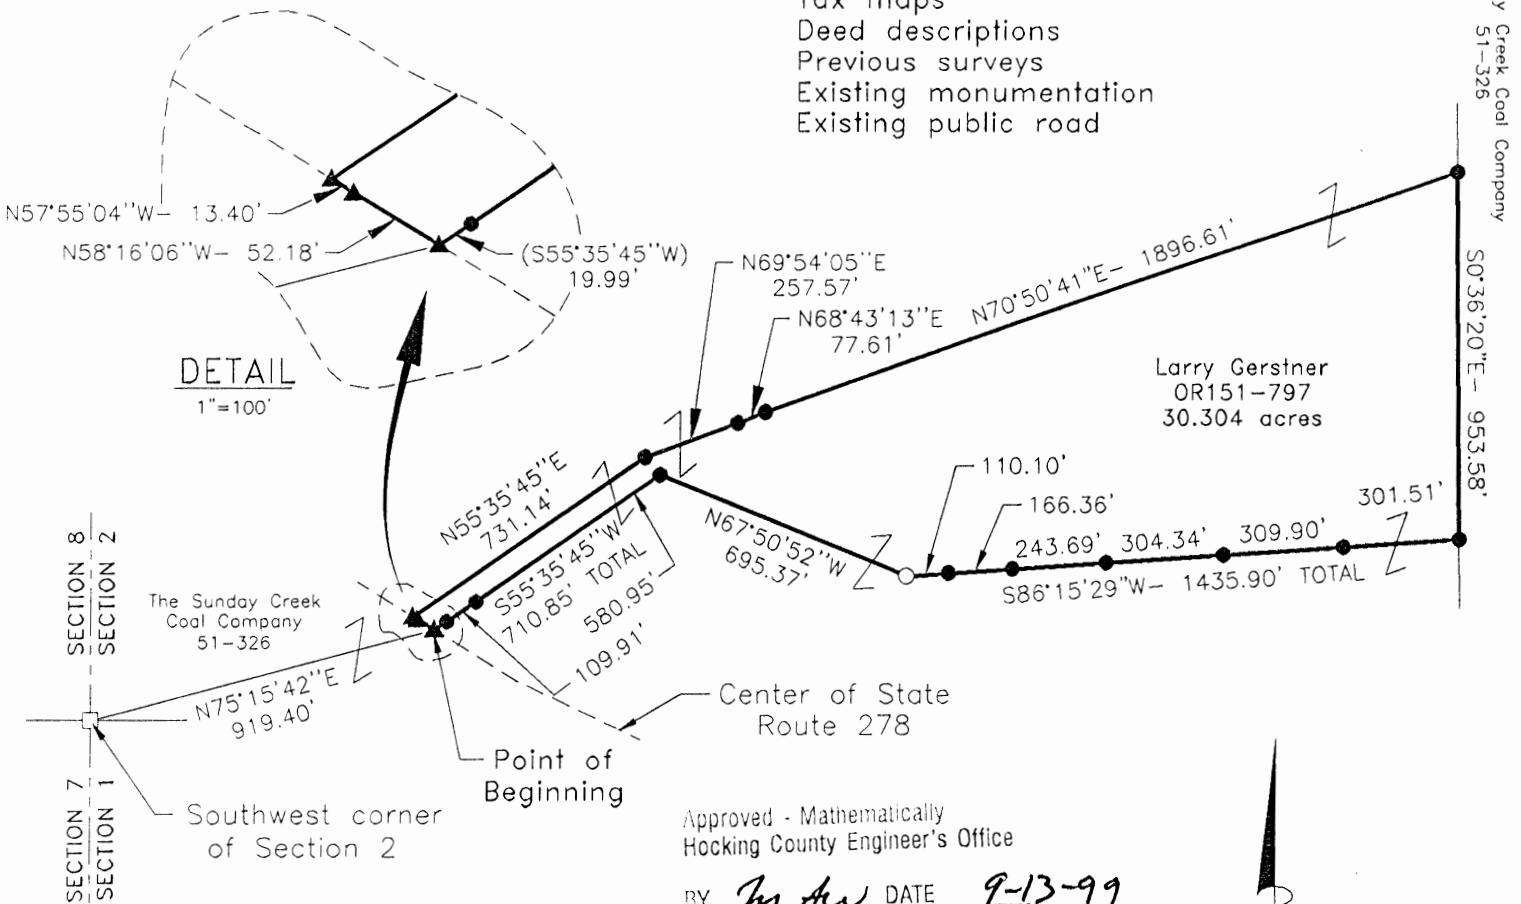 Tax maps
Deed descriptions
Previous surveys
Existing monumentation
Existing public road
y Creek Coal Company
51-326
N57°55'04"W- 13.40'
N58°16'06"W- 52.18'
(S55°35'45"W)
19.99'
DETAIL
1"=100'
N69°54'05"E
257.57'
N68°43'13"E
77.61'
N70°50'41"E- 1896.61'
S0°36'20"E- 953.58'
Larry Gerstner
OR151-797
30.304 acres
N55°35'45"E
731.14'
S55°35'45"W
710.85' TOTAL
580.95'
109.91'
N67°50'52"W
695.37'
110.10'
166.36'
243.69'
304.34'
309.90'
301.51'
S86°15'29"W- 1435.90' TOTAL
SECTION 8
SECTION 2
The Sunday Creek
Coal Company
51-326
N75°15'42"E
919.40'
Center of State
Route 278
Point of
Beginning
SECTION 7
SECTION 1
Southwest corner
of Section 2
Approved - Mathematically
Hocking County Engineer's Office
BY DATE 9-13-99